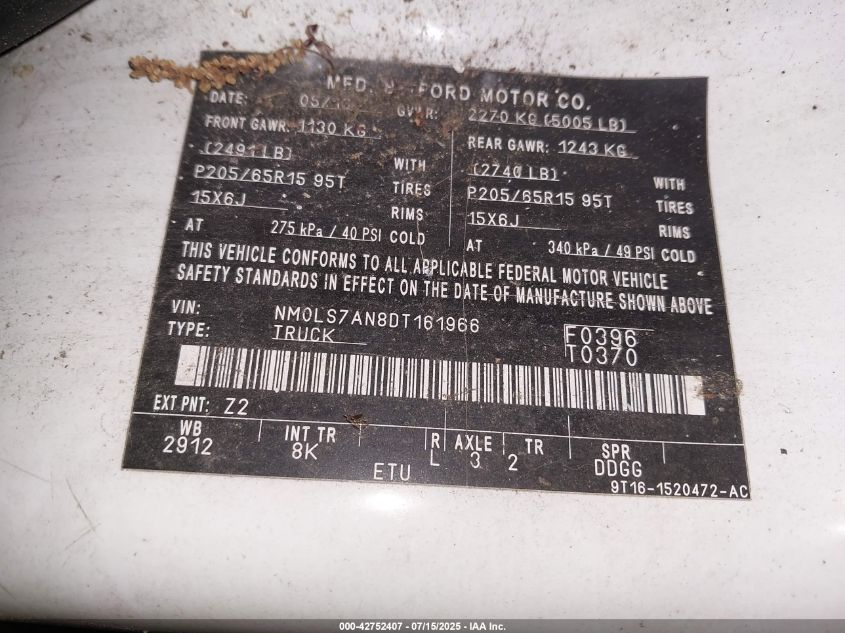 MFD. FORD MOTOR CO.
DATE: 05/ GVWR: 2270 KG (5005 LB)
FRONT GAWR: 1130 KG REAR GAWR: 1243 KG
(2491 LB) WITH (2740 LB) WITH
P205/65R15 95T TIRES P205/65R15 95T TIRES
15X6J RIMS 15X6J RIMS
AT 275 kPa / 40 PSI COLD AT 340 kPa / 49 PSI COLD
THIS VEHICLE CONFORMS TO ALL APPLICABLE FEDERAL MOTOR VEHICLE
SAFETY STANDARDS IN EFFECT ON THE DATE OF MANUFACTURE SHOWN ABOVE
VIN: NM0LS7AN8DT161966 F0396
TYPE: TRUCK T0370
EXT PNT: Z2
WB INT TR R AXLE TR SPR
2912 8K L 3 2 DDGG
ETU
9T16-1520472-AC
000-42752407 - 07/15/2025 - IAA Inc.